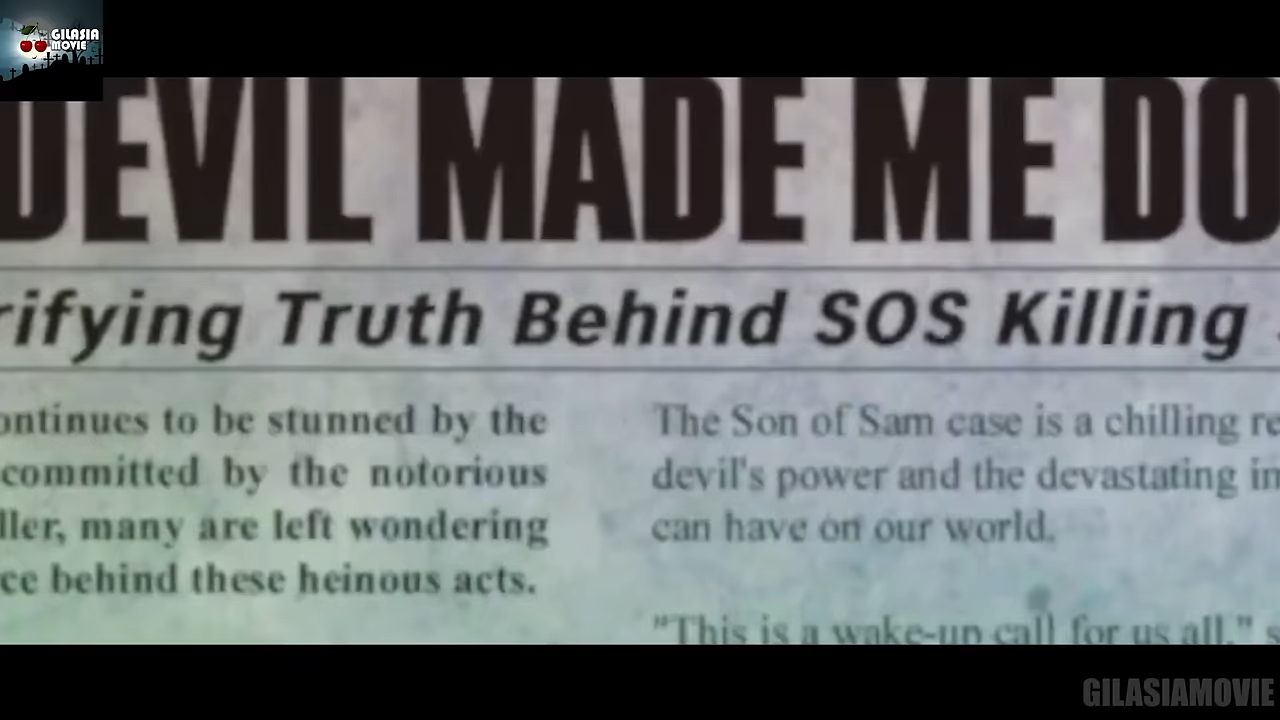 GILASIA
MOVIE
DEVIL MADE ME DO
rifying Truth Behind SOS Killing
ontinues to be stunned by the
committed by the notorious
ller, many are left wondering
ce behind these heinous acts.
The Son of Sam case is a chilling re
devil's power and the devastating in
can have on our world.
"This is a wake-up call for us all," s
GILASIAMOVIE